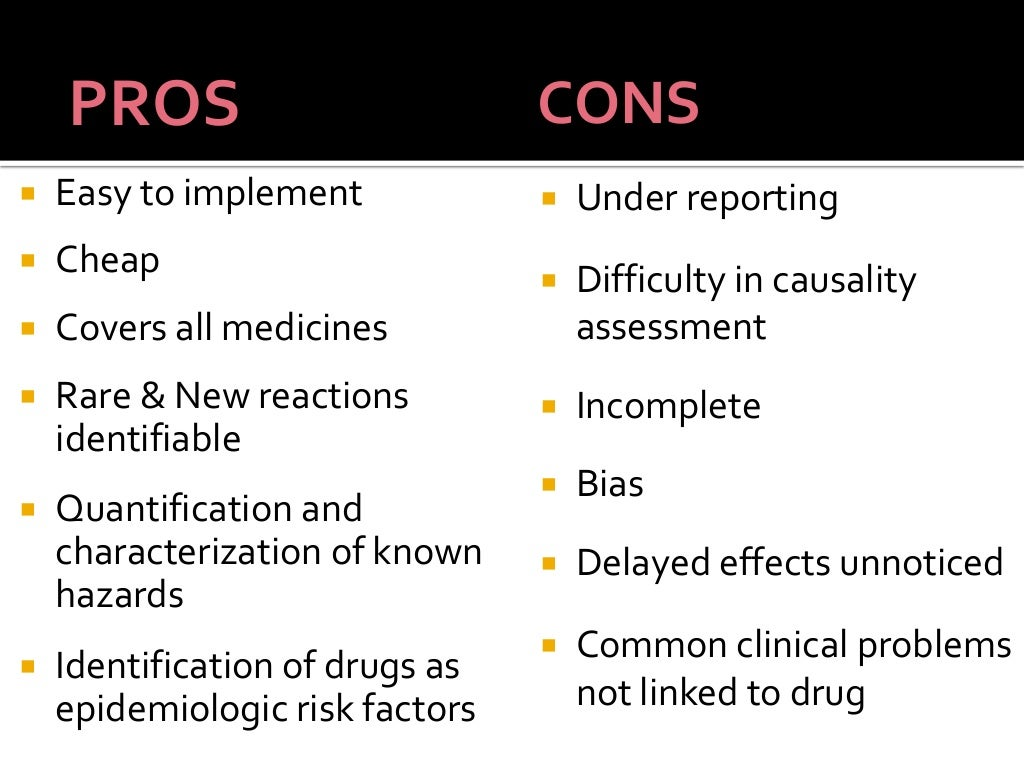 PROS
Easy to implement
Cheap
Covers all medicines
Rare & New reactions
identifiable
Quantification and
characterization of known
hazards
Identification of drugs as
epidemiologic risk factors
CONS
Under reporting
Difficulty in causality
assessment
Incomplete
Bias
Delayed effects unnoticed
Common clinical problems
not linked to drug